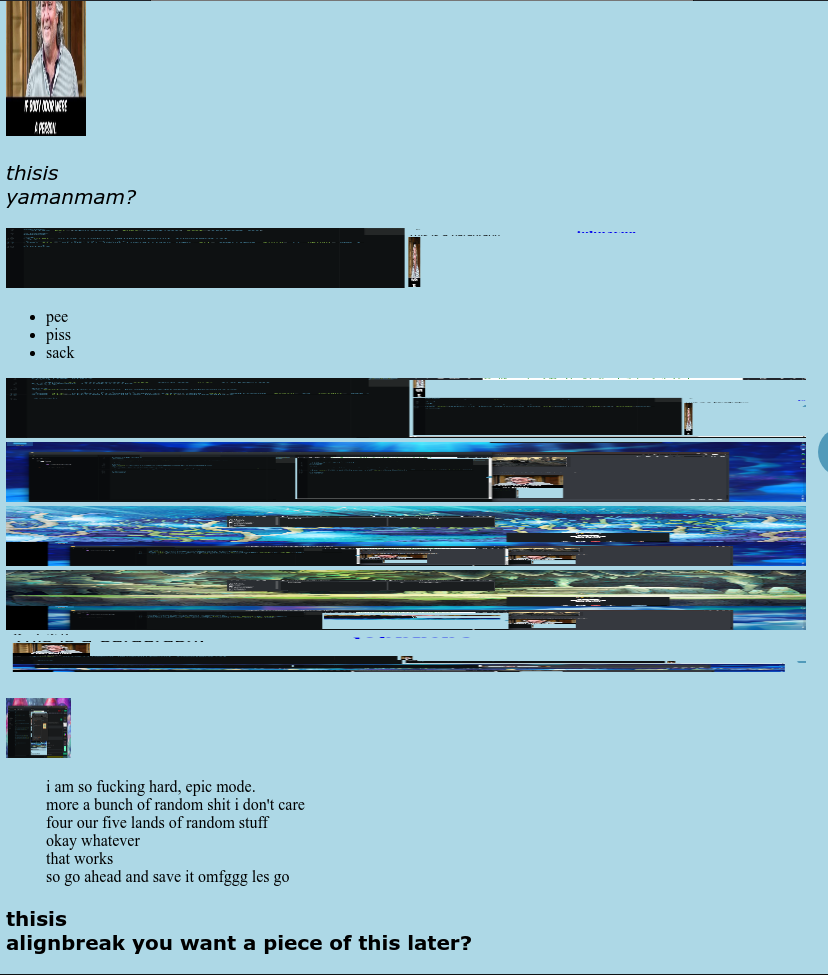 IF BODY ODOR WERE
A PERSON.
thisis
yamanmam?
pee
piss
sack
i am so fucking hard, epic mode.
more a bunch of random shit i don't care
four our five lands of random stuff
okay whatever
that works
so go ahead and save it omfggg les go
thisis
alignbreak you want a piece of this later?